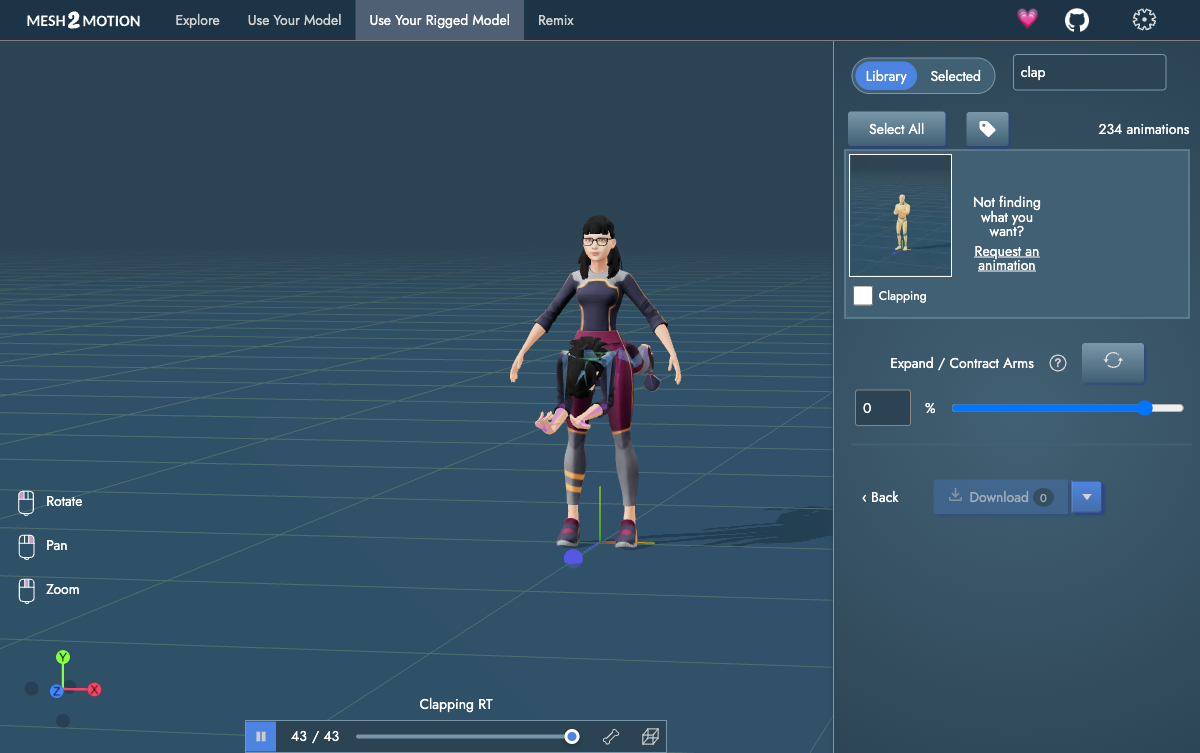 MESH2MOTION
Explore
Use Your Model
Use Your Rigged Model
Remix
Library
Selected
clap
Select All
234 animations
Not finding
what you
want?
Request an
animation
Clapping
Expand / Contract Arms
?
0
%
‹ Back
Download 0
Rotate
Pan
Zoom
Y
Z
X
Clapping RT
43 / 43